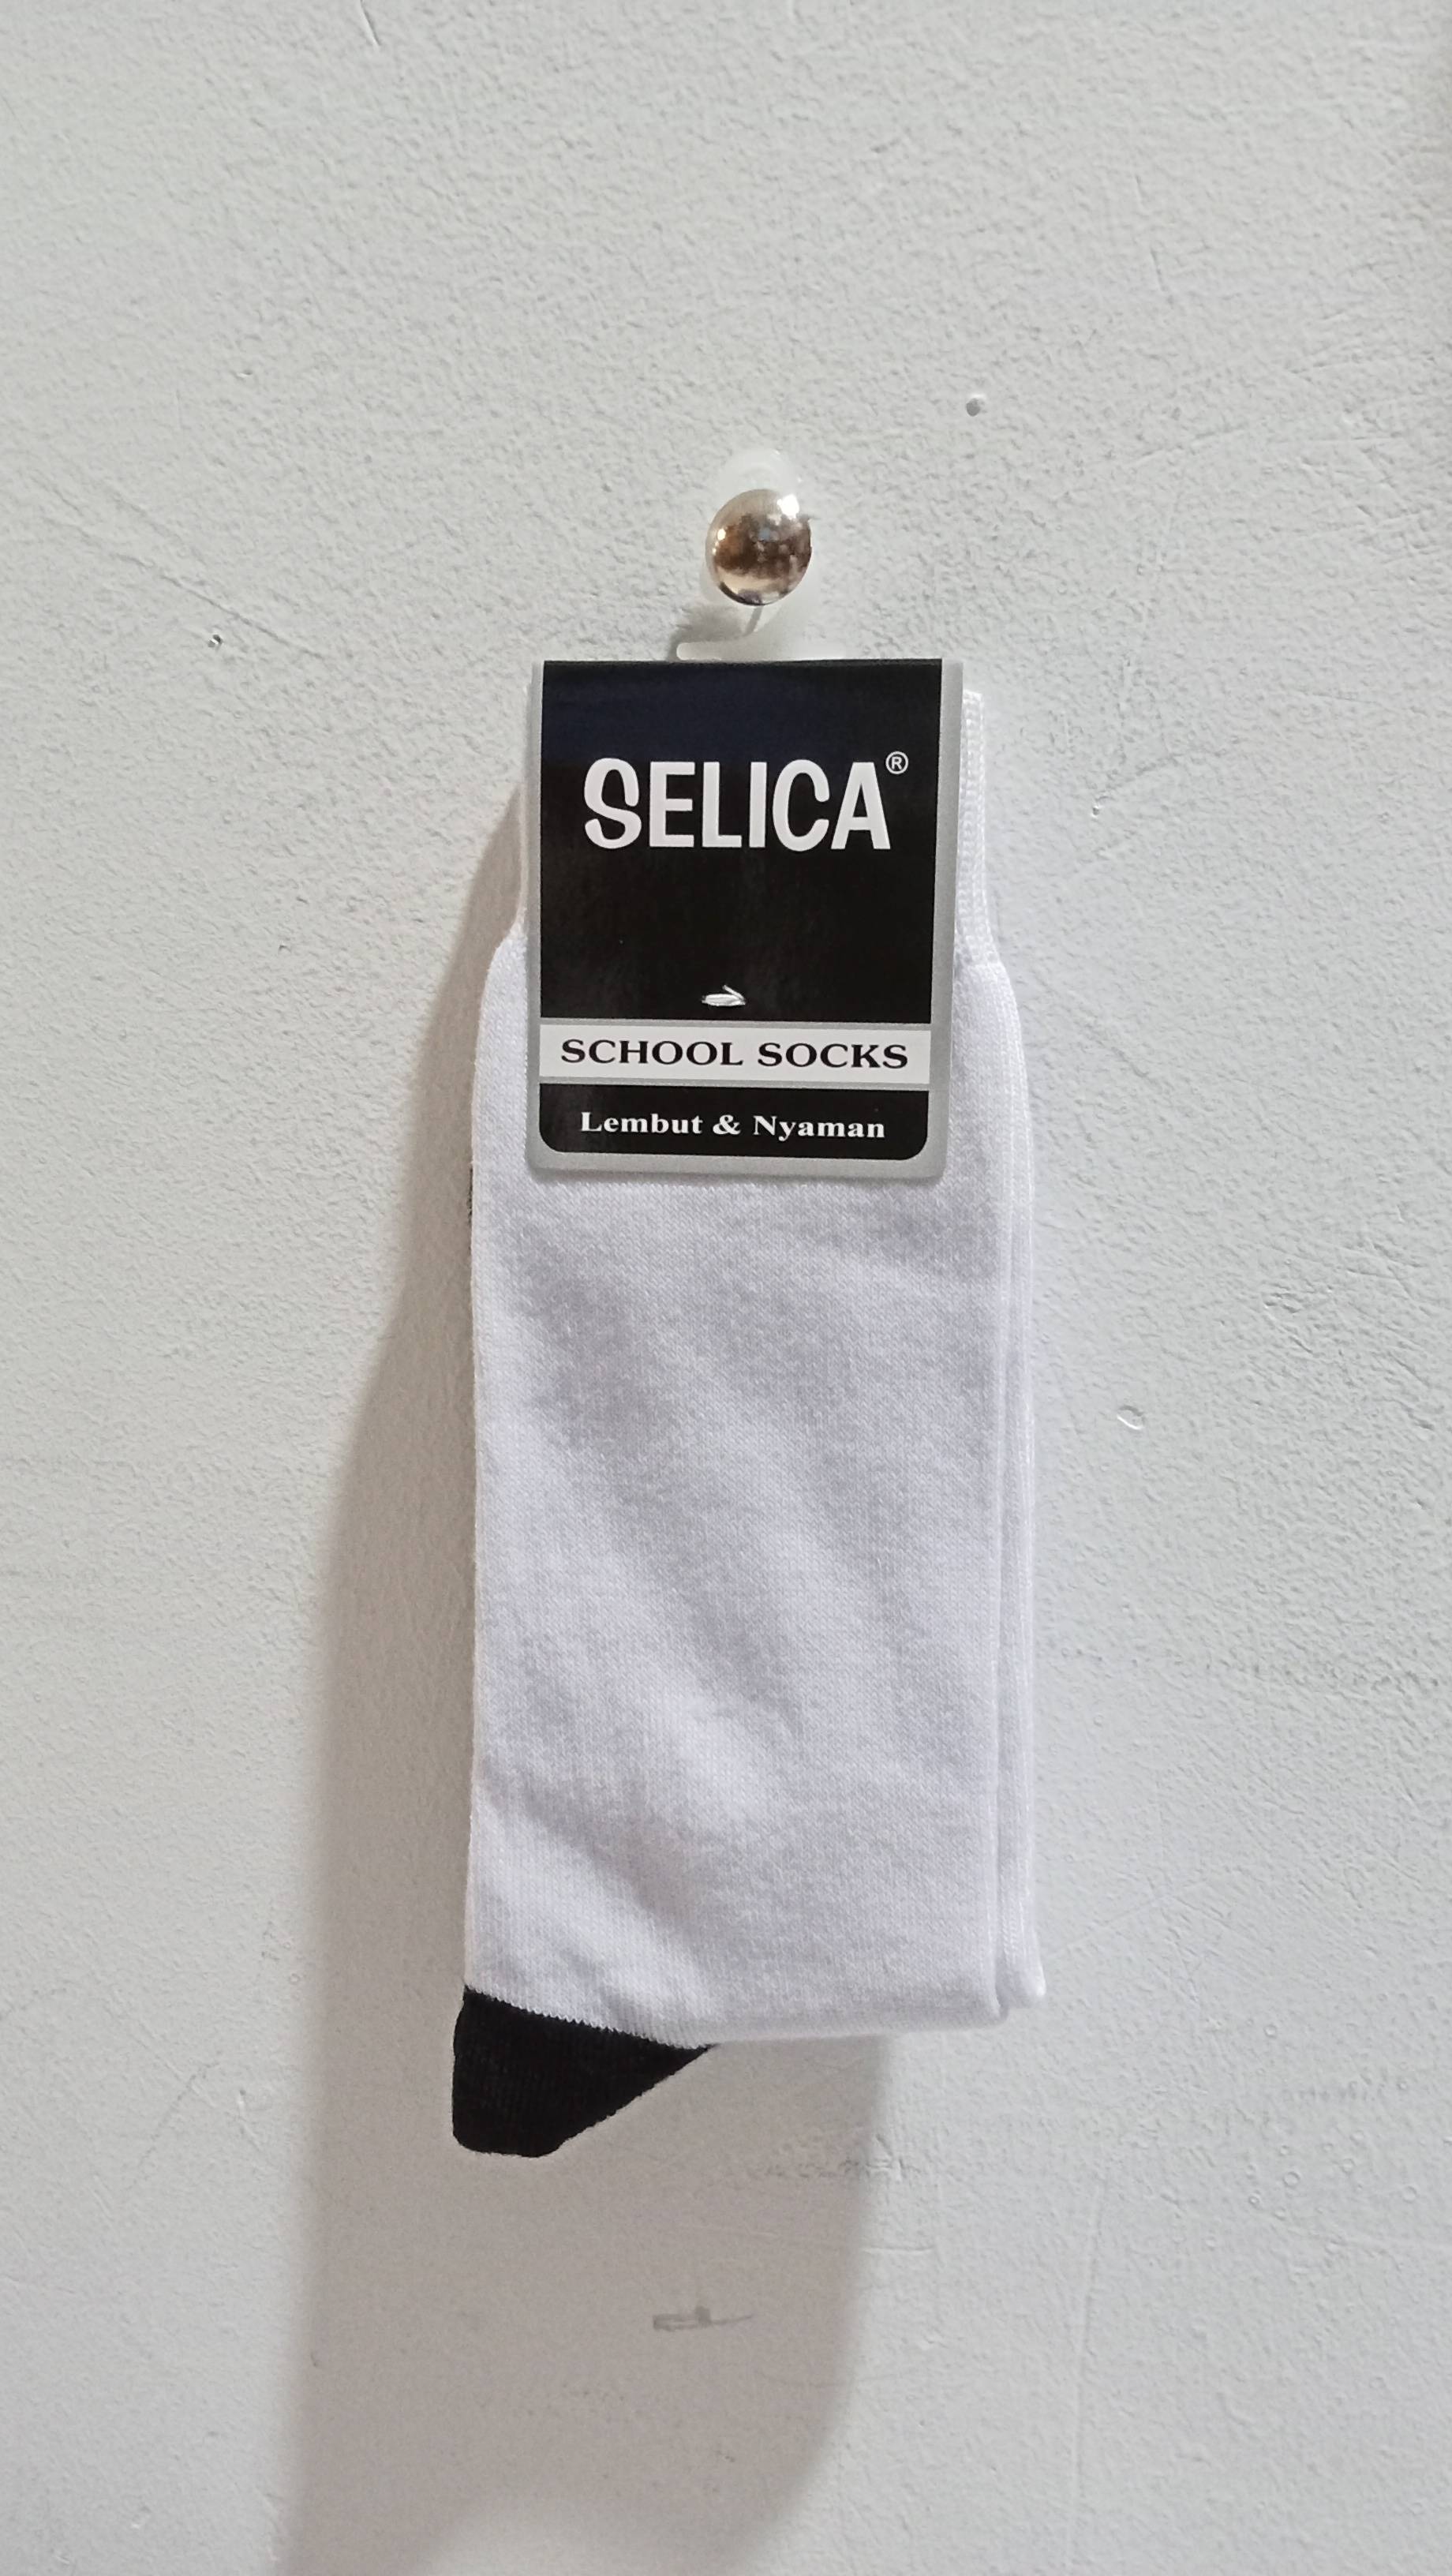 SELICA®
SCHOOL SOCKS
Lembut & Nyaman